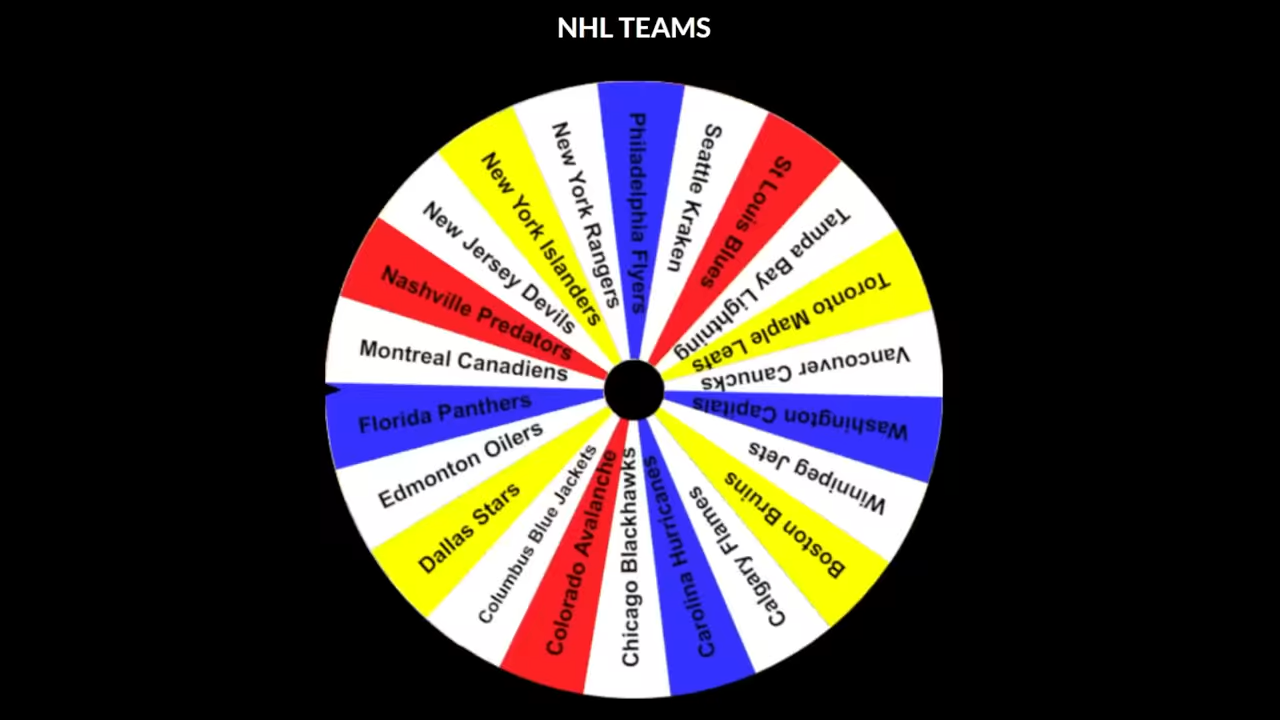 NHL TEAMS
Philadelphia Flyers
Seattle Kraken
St Louis Blues
Tampa Bay Lightning
Toronto Maple Leafs
Vancouver Canucks
Washington Capitals
Winnipeg Jets
Boston Bruins
Calgary Flames
Carolina Hurricanes
Chicago Blackhawks
Colorado Avalanche
Columbus Blue Jackets
Dallas Stars
Edmonton Oilers
Florida Panthers
Montreal Canadiens
Nashville Predators
New Jersey Devils
New York Islanders
New York Rangers